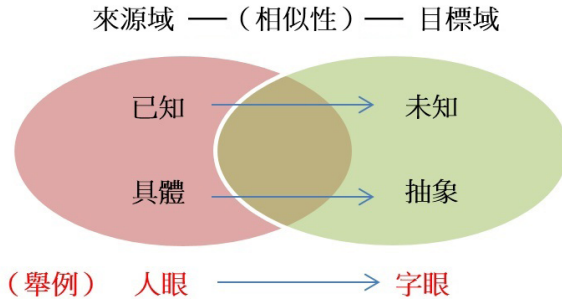 來源域 —（相似性）— 目標域
已知 未知
具體 抽象
（舉例） 人眼 字眼